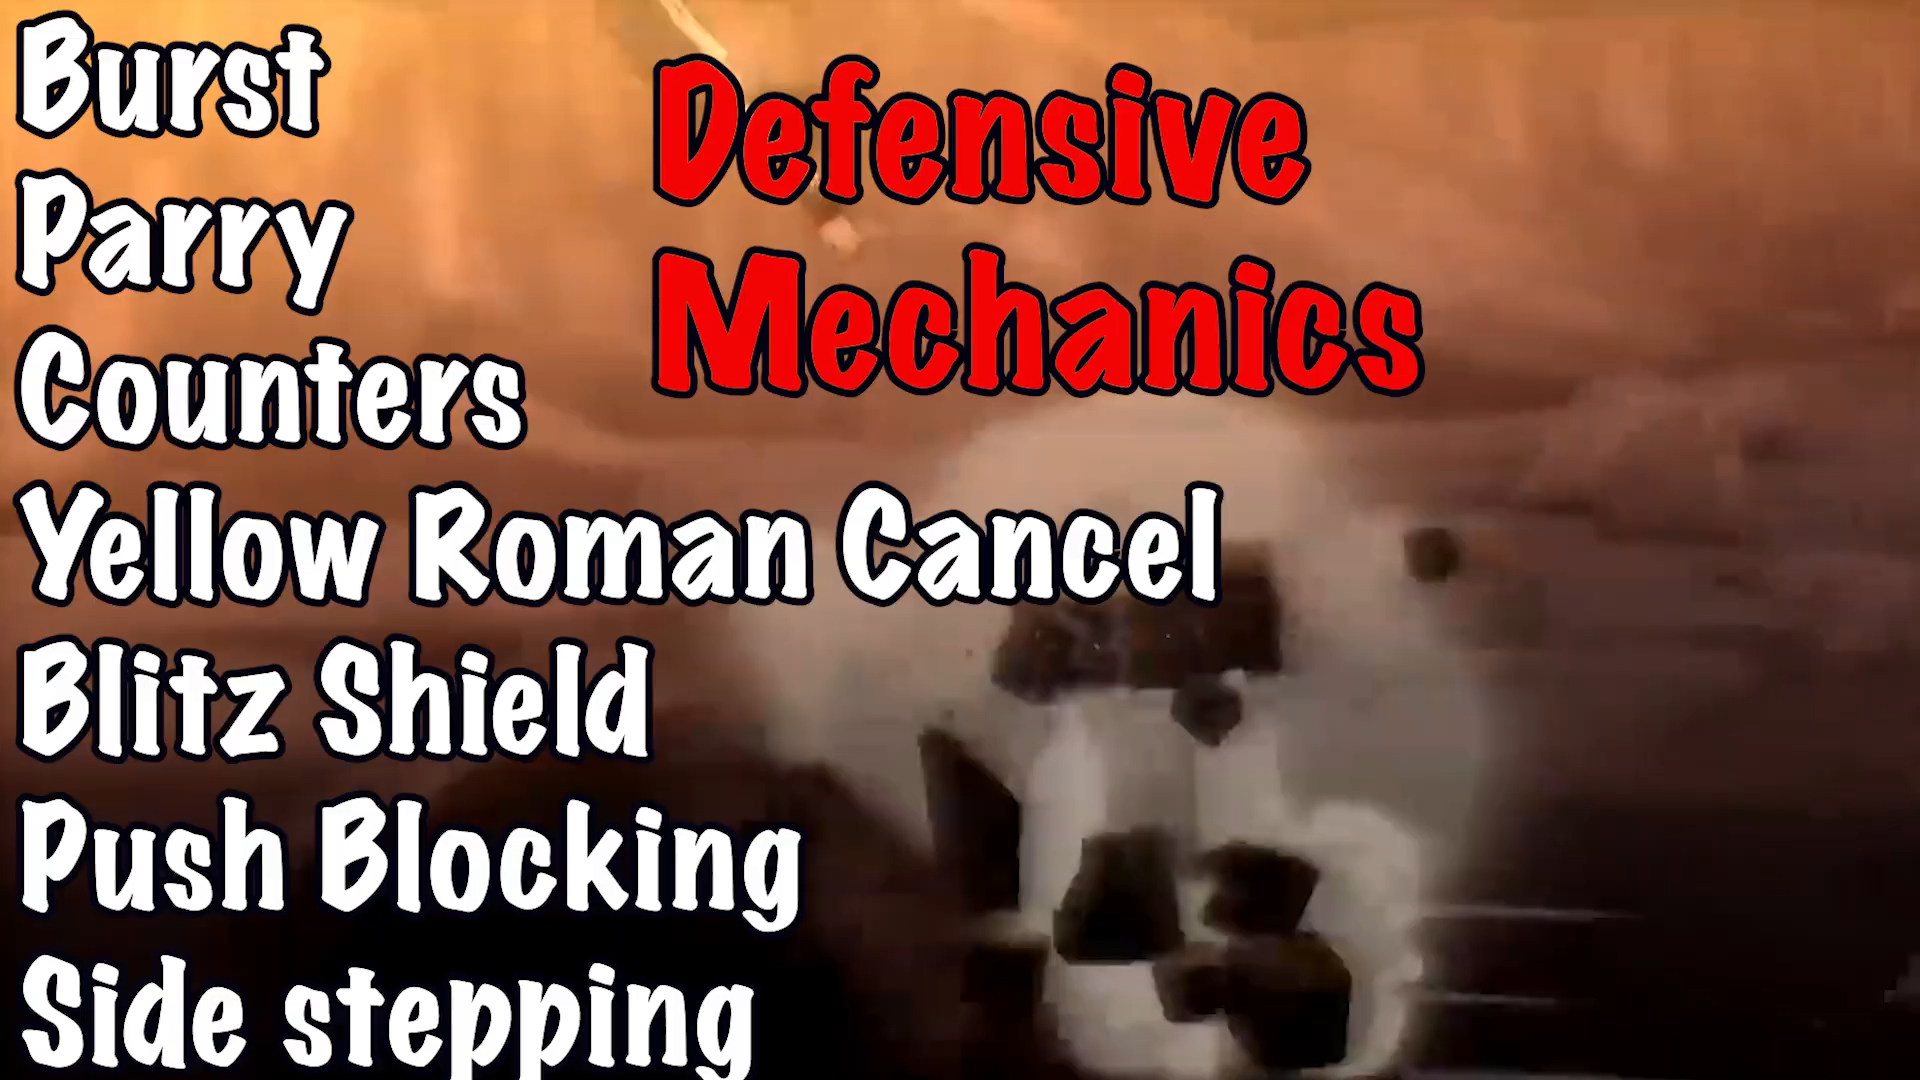 Burst
Parry
Counters
Yellow Roman Cancel
Blitz Shield
Push Blocking
Side stepping
Defensive
Mechanics